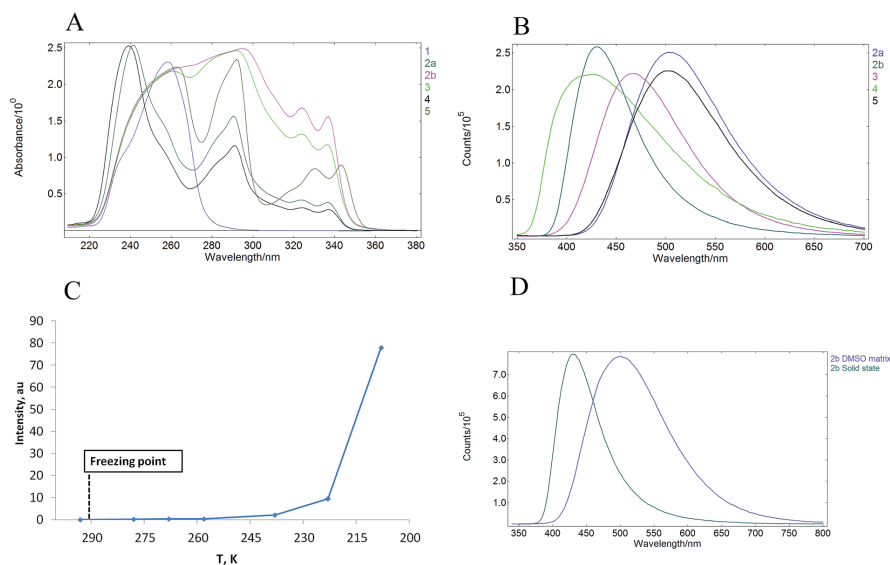 A
Absorbance/10^0
2.5
2.0
1.5
1.0
0.5
220 240 260 280 300 320 340 360 380
Wavelength/nm
1
2a
2b
3
4
5
B
Counts/10^5
2.5
2.0
1.5
1.0
0.5
350 400 450 500 550 600 650 700
Wavelength/nm
2a
2b
3
4
5
C
Intensity, au
90
80
70
60
50
40
30
20
10
0
Freezing point
290 275 260 245 230 215 200
T, K
D
Counts/10^5
7.0
6.0
5.0
4.0
3.0
2.0
1.0
350 400 450 500 550 600 650 700 750 800
Wavelength/nm
2b DMSO matrix
2b Solid state